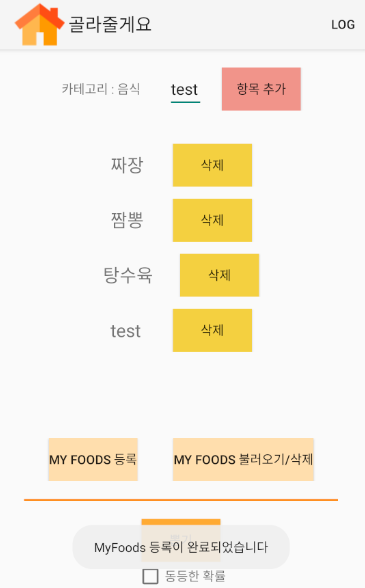 골라줄게요 LOG
카테고리 : 음식 test 항목 추가
짜장 삭제
짬뽕 삭제
탕수육 삭제
test 삭제
MY FOODS 등록 MY FOODS 불러오기/삭제
MyFoods 등록이 완료되었습니다
동등한 확률